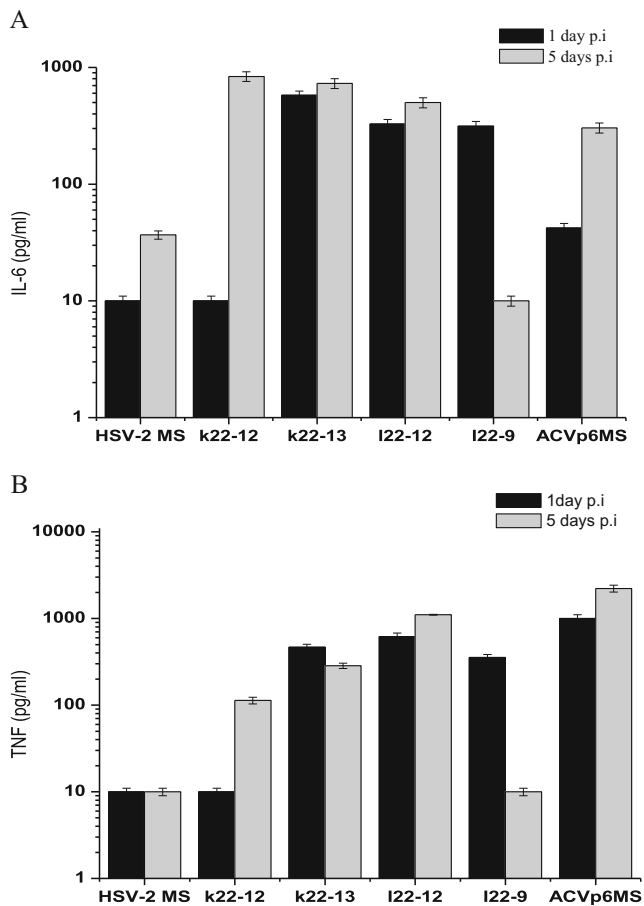 A
1 day p.i
5 days p.i
1000
100
10
1
IL-6 (pg/ml)
HSV-2 MS k22-12 k22-13 l22-12 l22-9 ACVp6MS
B
1day p.i
5 days p.i
10000
1000
100
10
1
TNF (pg/ml)
HSV-2 MS k22-12 k22-13 l22-12 l22-9 ACVp6MS